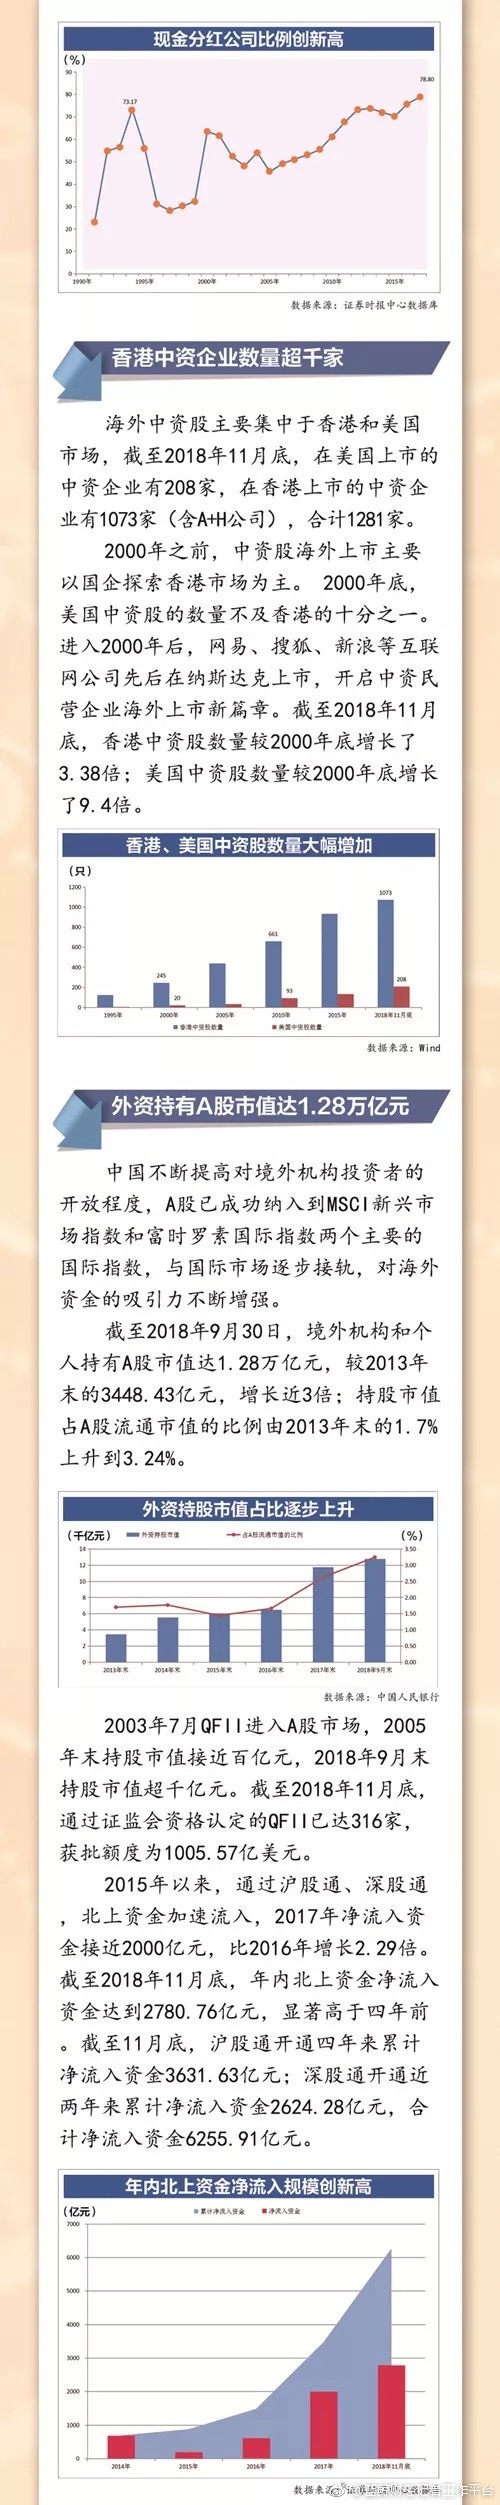 现金分红公司比例创新高
(%)
90
80
70
60
50
40
30
20
10
0
73.17
78.80
1990年
1995年
2000年
2005年
2010年
2015年
数据来源：证券时报中心数据库
香港中资企业数量超千家
海外中资股主要集中于香港和美国
市场，截至2018年11月底，在美国上市的
中资企业有208家，在香港上市的中资企
业有1073家（含A+H公司），合计1281家。
2000年之前，中资股海外上市主要
以国企探索香港市场为主。 2000年底，
美国中资股的数量不及香港的十分之一。
进入2000年后，网易、搜狐、新浪等互联
网公司先后在纳斯达克上市，开启中资民
营企业海外上市新篇章。截至2018年11月
底，香港中资股数量较2000年底增长了
3.38倍；美国中资股数量较2000年底增长
了9.4倍。
香港、美国中资股数量大幅增加
(只)
1200
1000
800
600
400
200
0
245
20
661
93
1073
208
1995年
2000年
2005年
2010年
2015年
2018年11月底
香港中资股数量
美国中资股数量
数据来源：Wind
外资持有A股市值达1.28万亿元
中国不断提高对境外机构投资者的
开放程度，A股已成功纳入到MSCI新兴市
场指数和富时罗素国际指数两个主要的
国际指数，与国际市场逐步接轨，对海外
资金的吸引力不断增强。
截至2018年9月30日，境外机构和个
人持有A股市值达1.28万亿元，较2013年
末的3448.43亿元，增长近3倍；持股市值
占A股流通市值的比例由2013年末的1.7%
上升到3.24%。
外资持股市值占比逐步上升
(千亿元)
外资持股市值
占A股流通市值的比例
(%)
14
12
10
8
6
4
2
0
3.50
3.00
2.50
2.00
1.50
1.00
0.50
0.00
2013年末
2014年末
2015年末
2016年末
2017年末
2018年9月末
数据来源：中国人民银行
2003年7月QFII进入A股市场，2005
年末持股市值接近百亿元，2018年9月末
持股市值超千亿元。截至2018年11月底，
通过证监会资格认定的QFII已达316家，
获批额度为1005.57亿美元。
2015年以来，通过沪股通、深股通
，北上资金加速流入，2017年净流入资
金接近2000亿元，比2016年增长2.29倍。
截至2018年11月底，年内北上资金净流入
资金达到2780.76亿元，显著高于四年前
。截至11月底，沪股通开通四年来累计
净流入资金3631.63亿元；深股通开通近
两年来累计净流入资金2624.28亿元，合
计净流入资金6255.91亿元。
年内北上资金净流入规模创新高
(亿元)
累计净流入资金
净流入资金
7000
6000
5000
4000
3000
2000
1000
0
2014年
2015年
2016年
2017年
2018年11月底
数据来源